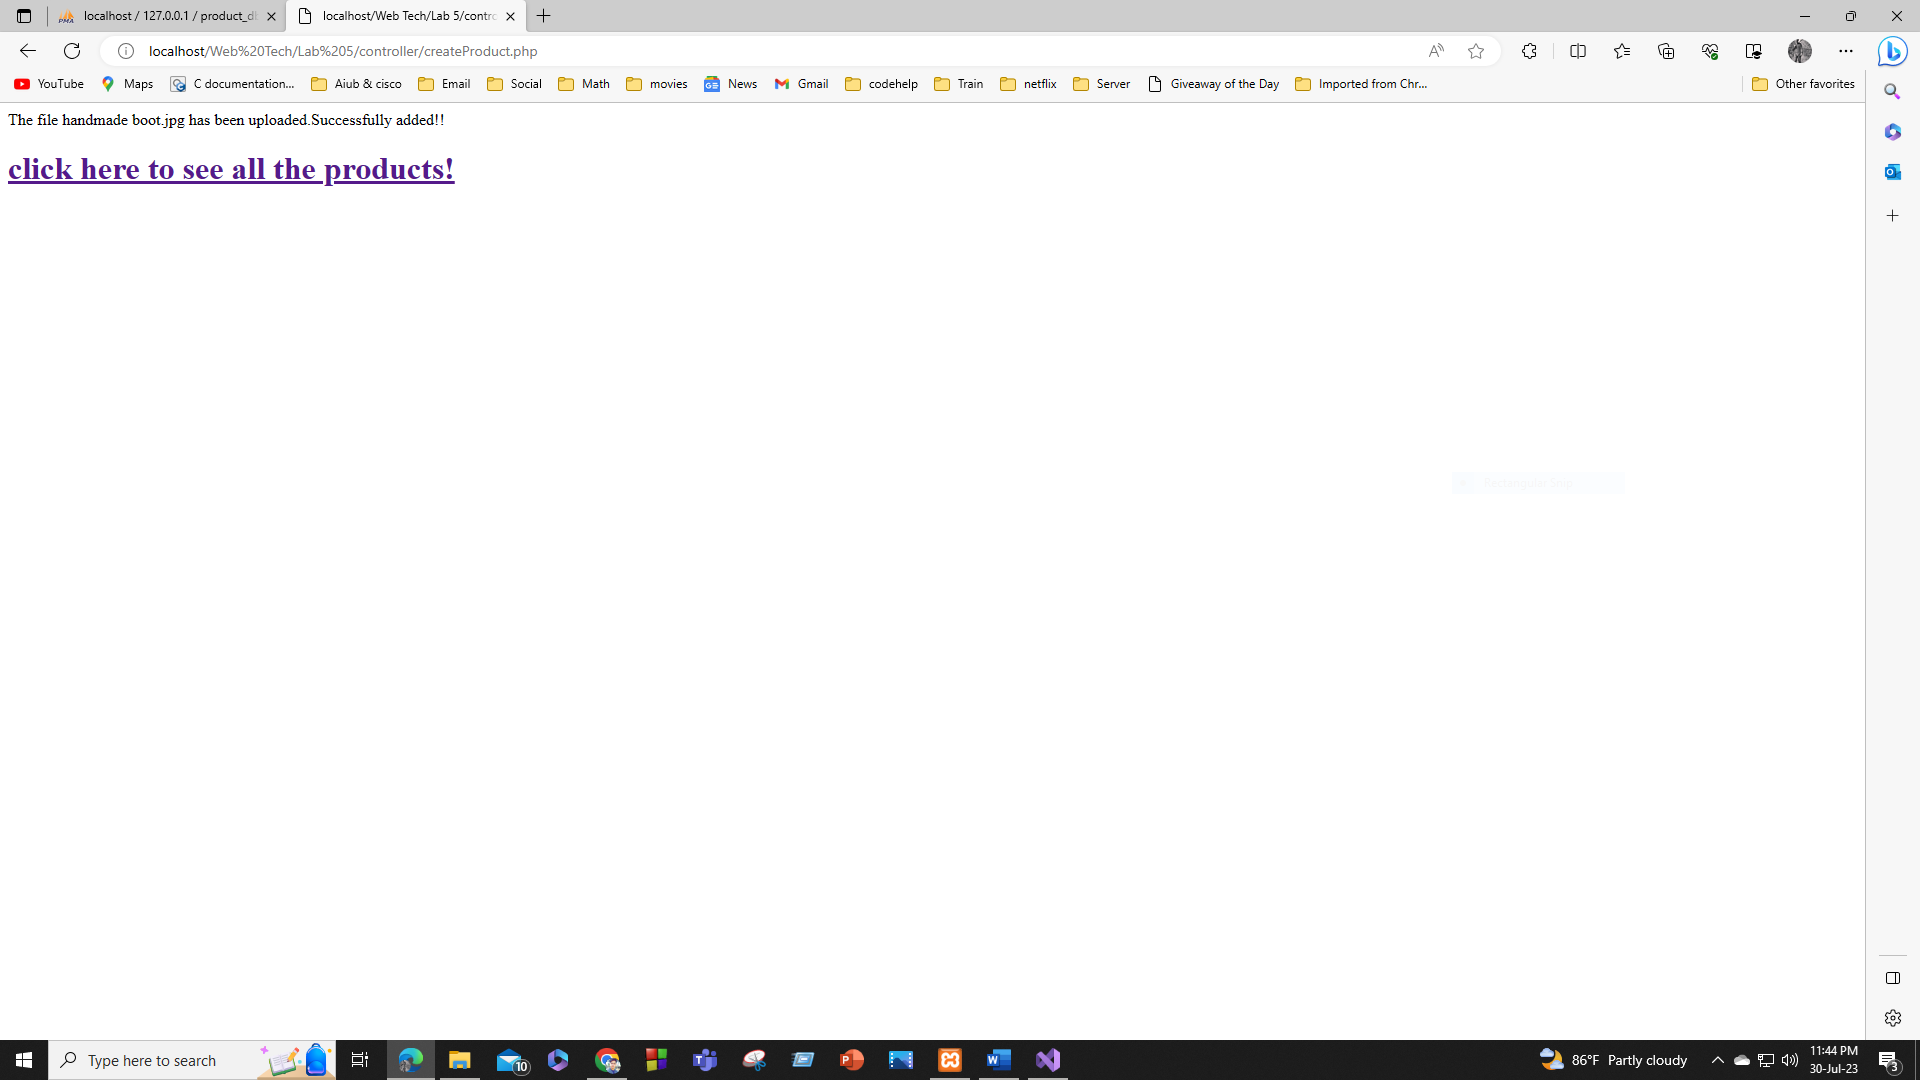 localhost / 127.0.0.1 / product_db
localhost/Web Tech/Lab 5/contro
localhost/Web%20Tech/Lab%205/controller/createProduct.php
YouTube Maps C documentation... Aiub & cisco Email Social Math movies News Gmail codehelp Train netflix Server Giveaway of the Day Imported from Chr... Other favorites
The file handmade boot.jpg has been uploaded.Successfully added!!
click here to see all the products!
Type here to search
10
86°F Partly cloudy
11:44 PM
30-Jul-23
3